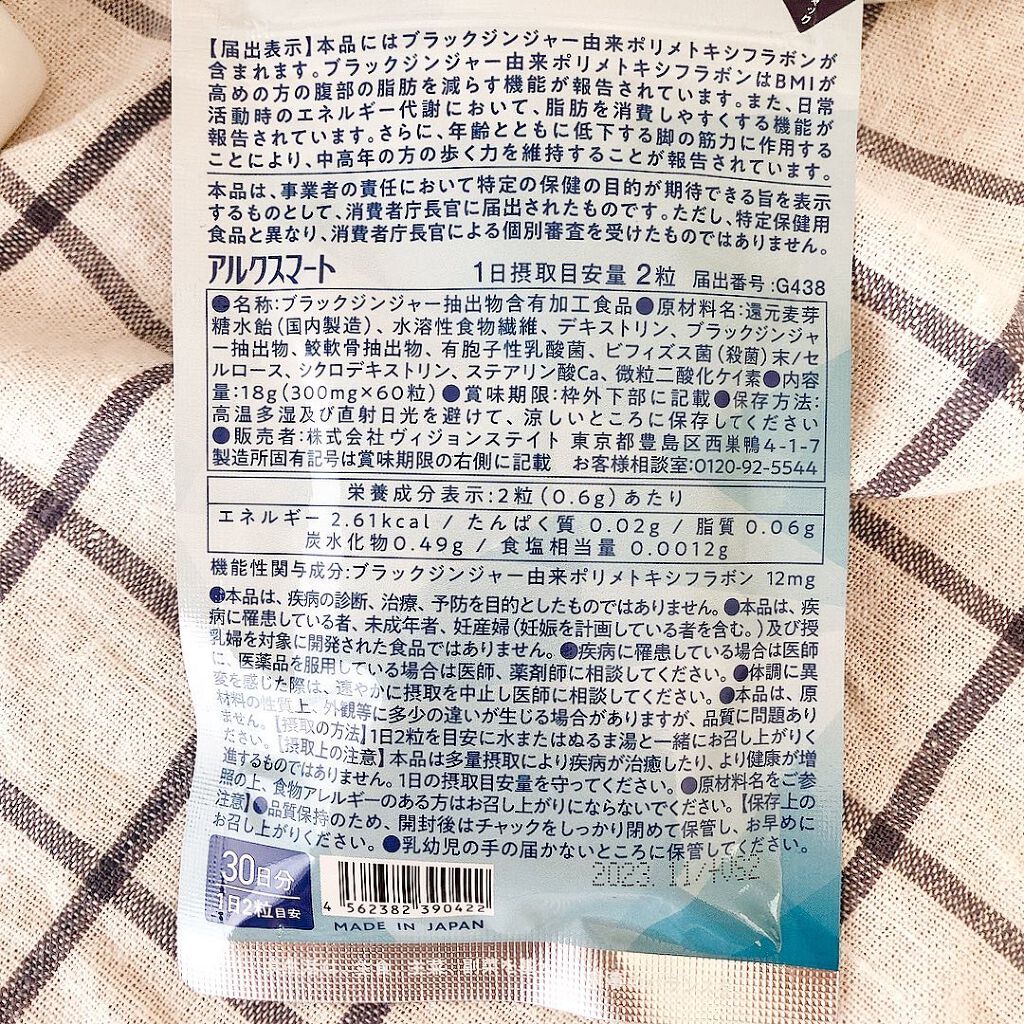 チャック
【届出表示】本品にはブラックジンジャー由来ポリメトキシフラボンが
含まれます。ブラックジンジャー由来ポリメトキシフラボンはBMIが
高めの方の腹部の脂肪を減らす機能が報告されています。また、日常
活動時のエネルギー代謝において、脂肪を消費しやすくする機能が
報告されています。さらに、年齢とともに低下する脚の筋力に作用する
ことにより、中高年の方の歩く力を維持することが報告されています。
本品は、事業者の責任において特定の保健の目的が期待できる旨を表示
するものとして、消費者庁長官に届出されたものです。ただし、特定保健用
食品と異なり、消費者庁長官による個別審査を受けたものではありません。
アルクスマート 1日摂取目安量 2粒 届出番号:G438
●名称:ブラックジンジャー抽出物含有加工食品●原材料名:還元麦芽
糖水飴(国内製造)、水溶性食物繊維、デキストリン、ブラックジンジャ
ー抽出物、鮫軟骨抽出物、有胞子性乳酸菌、ビフィズス菌(殺菌)末/セ
ルロース、シクロデキストリン、ステアリン酸Ca、微粒二酸化ケイ素●内容
量:18g(300mg×60粒)●賞味期限:枠外下部に記載●保存方法:
高温多湿及び直射日光を避けて、涼しいところに保存してください
●販売者:株式会社ヴィジョンステイト 東京都豊島区西巣鴨4-1-7
製造所固有記号は賞味期限の右側に記載 お客様相談室:0120-92-5544
栄養成分表示:2粒(0.6g)あたり
エネルギー 2.61kcal / たんぱく質 0.02g / 脂質 0.06g
炭水化物0.49g / 食塩相当量 0.0012g
機能性関与成分:ブラックジンジャー由来ポリメトキシフラボン 12mg
●本品は、疾病の診断、治療、予防を目的としたものではありません。●本品は、疾
病に罹患している者、未成年者、妊産婦(妊娠を計画している者を含む。)及び授
乳婦を対象に開発された食品ではありません。●疾病に罹患している場合は医師
に、医薬品を服用している場合は医師、薬剤師に相談してください。●体調に異
変を感じた際は、速やかに摂取を中止し医師に相談してください。●本品は、原
材料の性質上、外観等に多少の違いが生じる場合がありますが、品質に問題あり
ません。【摂取の方法】1日2粒を目安に水またはぬるま湯と一緒にお召し上がりく
ださい。【摂取上の注意】本品は多量摂取により疾病が治癒したり、より健康が増
進するものではありません。1日の摂取目安量を守ってください。●原材料名をご参
照の上、食物アレルギーのある方はお召し上がりにならないでください。【保存上の
注意】●品質保持のため、開封後はチャックをしっかり閉めて保管し、お早めに
お召し上がりください。●乳幼児の手の届かないところに保管してください。
30日分
1日2粒目安
4 562382 390422
MADE IN JAPAN
2023